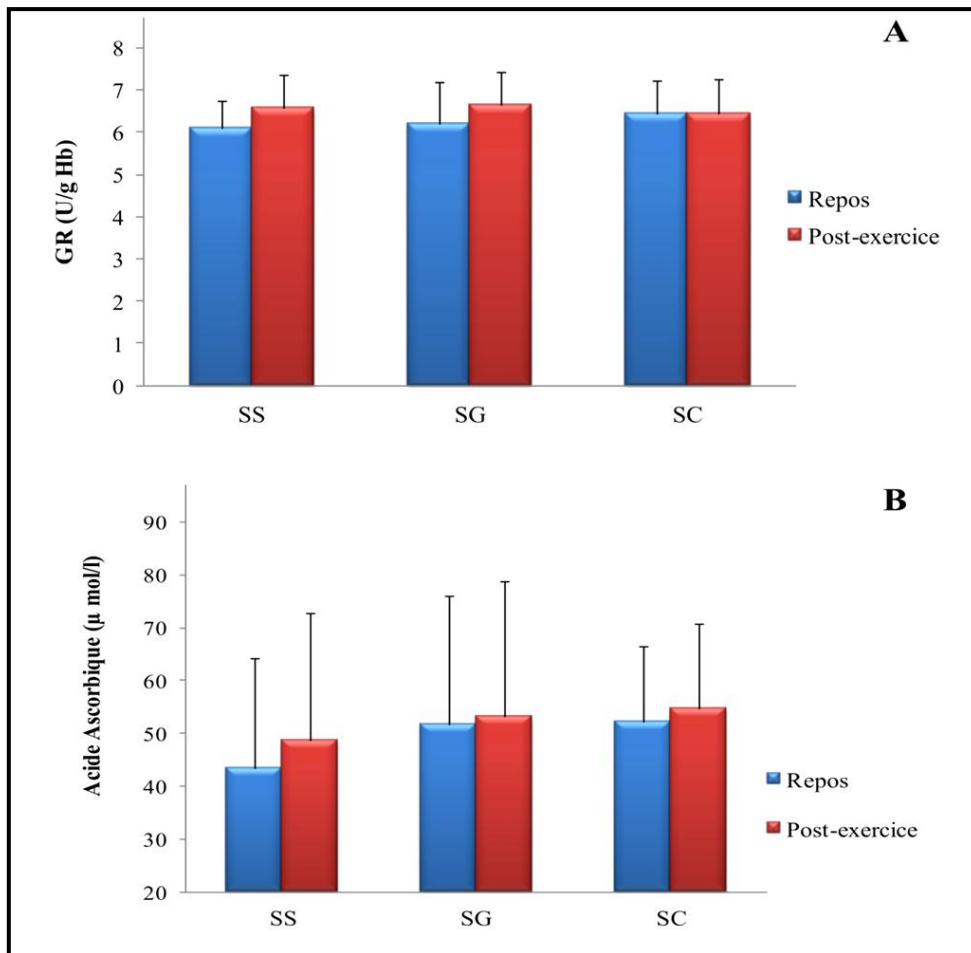 A
8
7
6
5
4
3
2
1
0
GR (U/g Hb)
SS SG SC
Repos
Post-exercice
B
90
80
70
60
50
40
30
20
Acide Ascorbique (µ mol/l)
SS SG SC
Repos
Post-exercice